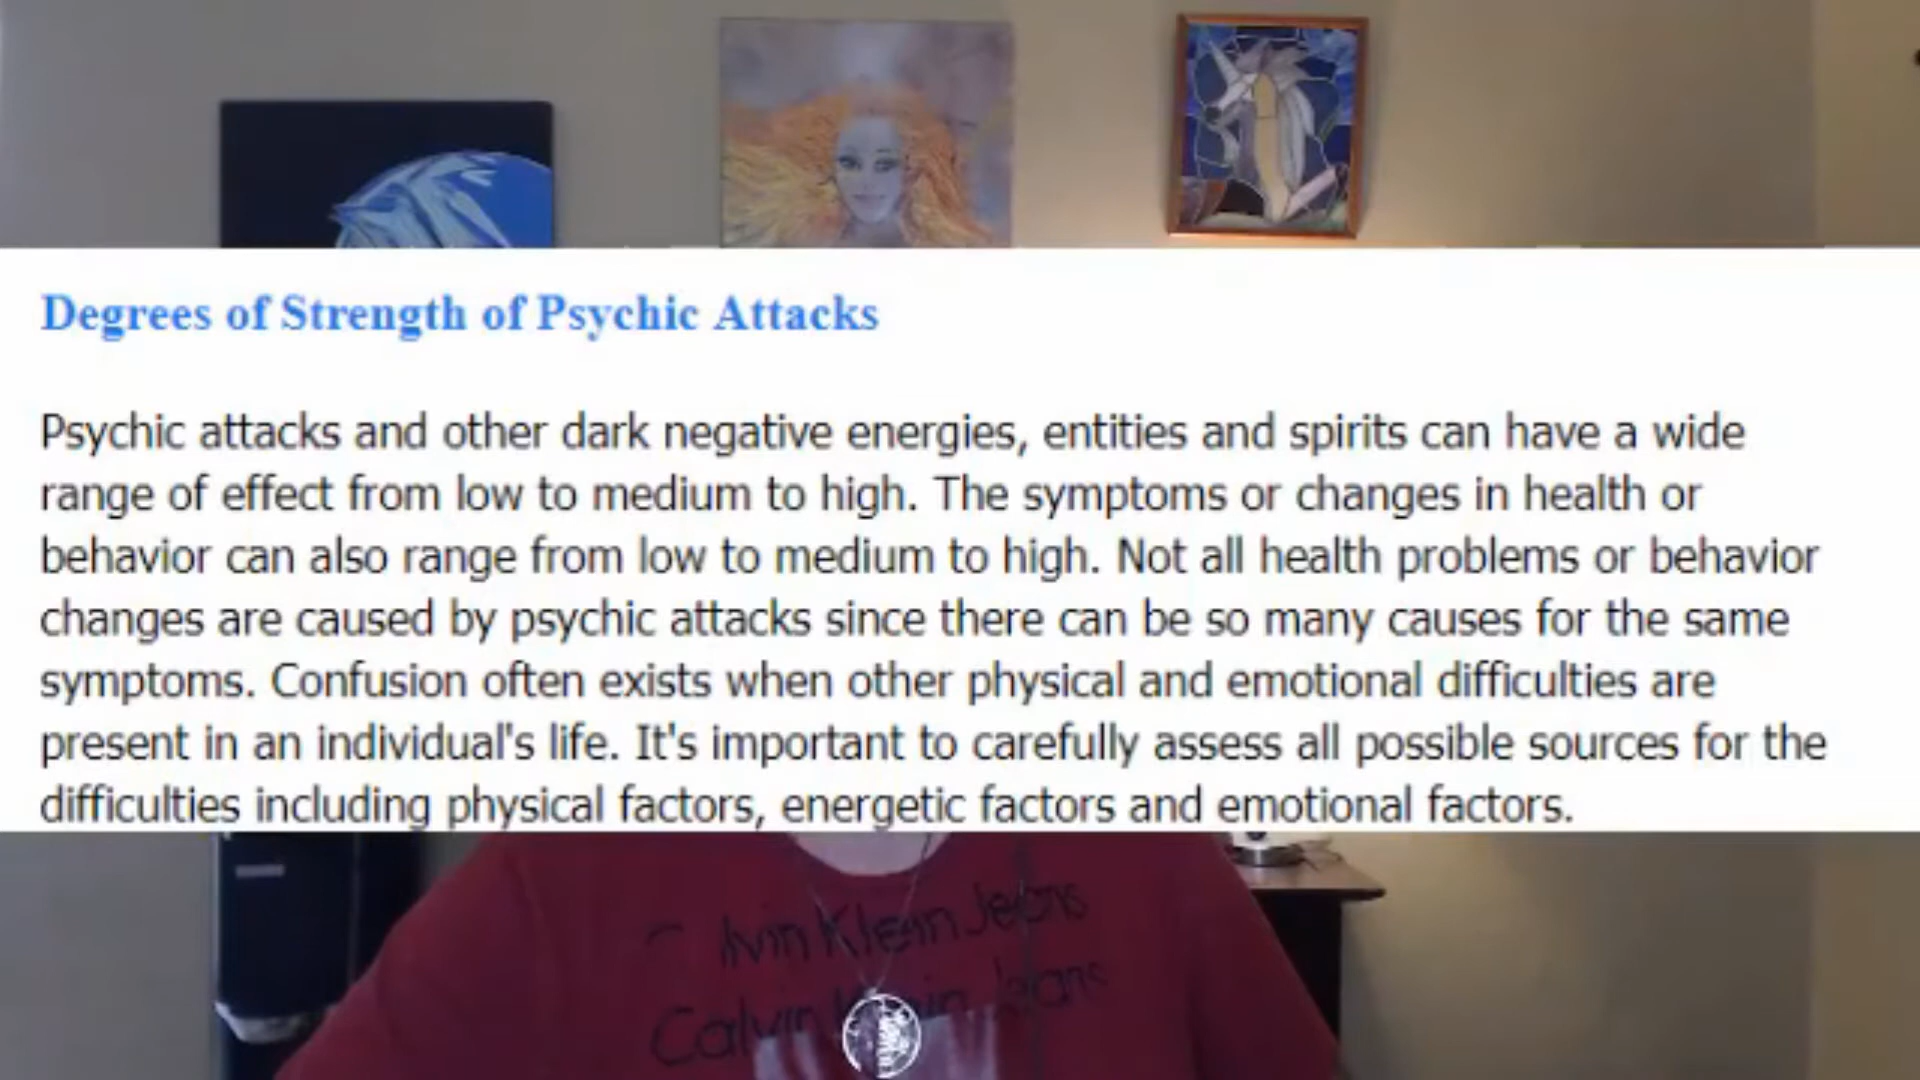 Degrees of Strength of Psychic Attacks
Psychic attacks and other dark negative energies, entities and spirits can have a wide
range of effect from low to medium to high. The symptoms or changes in health or
behavior can also range from low to medium to high. Not all health problems or behavior
changes are caused by psychic attacks since there can be so many causes for the same
symptoms. Confusion often exists when other physical and emotional difficulties are
present in an individual's life. It's important to carefully assess all possible sources for the
difficulties including physical factors, energetic factors and emotional factors.
Klein Jeans
Calvin Jeans